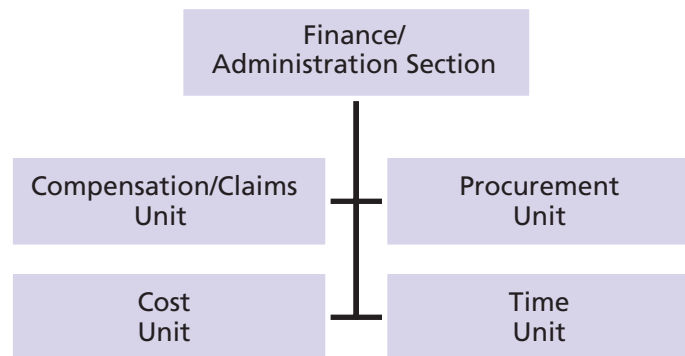 Finance/
Administration Section
Compensation/Claims
Unit
Procurement
Unit
Cost
Unit
Time
Unit